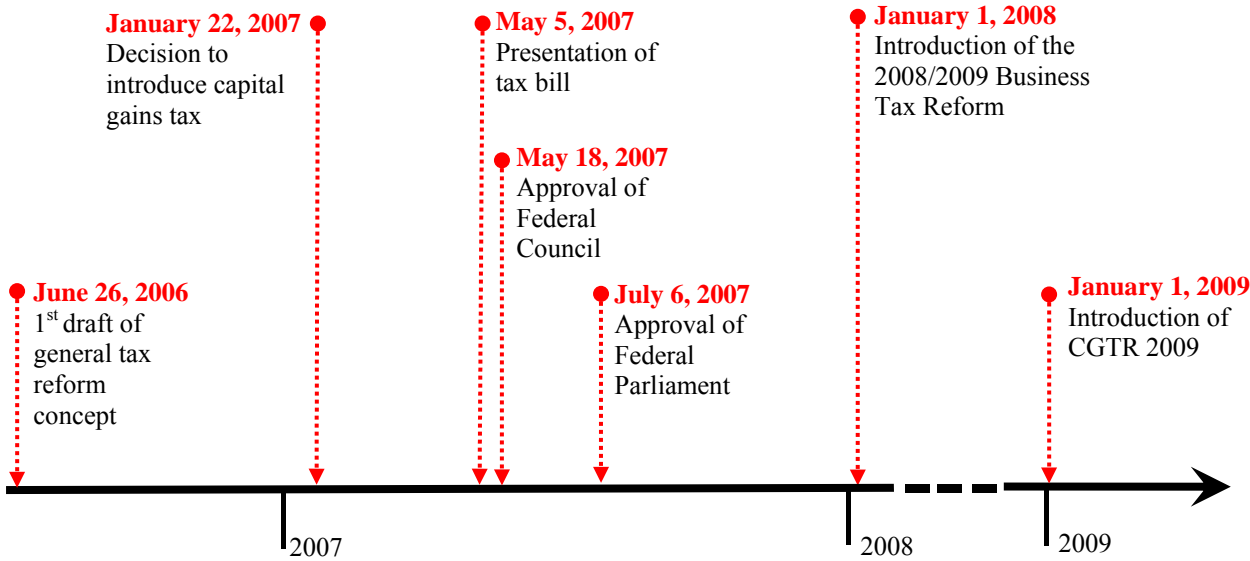 January 22, 2007
Decision to
introduce capital
gains tax
May 5, 2007
Presentation of
tax bill
January 1, 2008
Introduction of the
2008/2009 Business
Tax Reform
May 18, 2007
Approval of
Federal
Council
June 26, 2006
1st draft of
general tax
reform
concept
July 6, 2007
Approval of
Federal
Parliament
January 1, 2009
Introduction of
CGTR 2009
2007
2008
2009